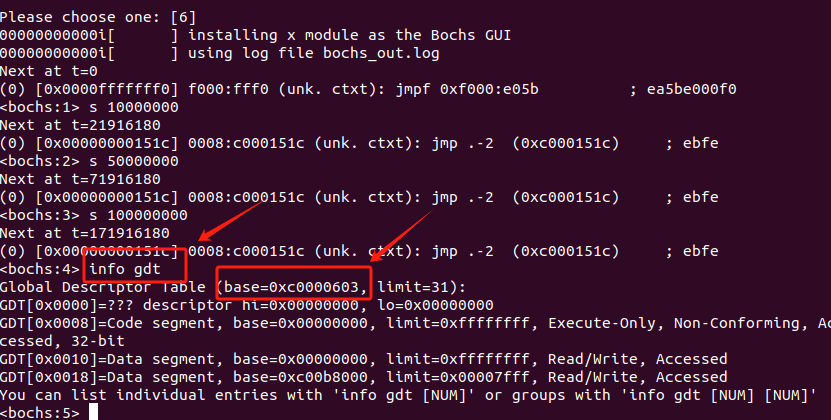 Please choose one: [6]
00000000000i[      ] installing x module as the Bochs GUI
00000000000i[      ] using log file bochs_out.log
Next at t=0
(0) [0x0000fffffff0] f000:fff0 (unk. ctxt): jmpf 0xf000:e05b          ; ea5be000f0
<bochs:1> s 10000000
Next at t=21916180
(0) [0x00000000151c] 0008:c000151c (unk. ctxt): jmp .-2  (0xc000151c)     ; ebfe
<bochs:2> s 50000000
Next at t=71916180
(0) [0x00000000151c] 0008:c000151c (unk. ctxt): jmp .-2  (0xc000151c)     ; ebfe
<bochs:3> s 100000000
Next at t=171916180
(0) [0x00000000151c] 0008:c000151c (unk. ctxt): jmp .-2  (0xc000151c)     ; ebfe
<bochs:4> info gdt
Global Descriptor Table (base=0xc0000603, limit=31):
GDT[0x0000]=??? descriptor hi=0x00000000, lo=0x00000000
GDT[0x0008]=Code segment, base=0x00000000, limit=0xffffffff, Execute-Only, Non-Conforming, Ac
cessed, 32-bit
GDT[0x0010]=Data segment, base=0x00000000, limit=0xffffffff, Read/Write, Accessed
GDT[0x0018]=Data segment, base=0xc00b8000, limit=0x00007fff, Read/Write, Accessed
You can list individual entries with 'info gdt [NUM]' or groups with 'info gdt [NUM] [NUM]'
<bochs:5>